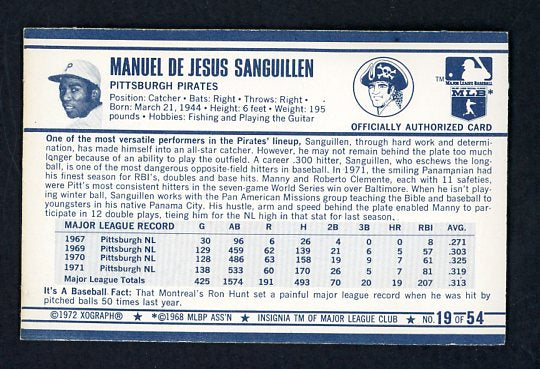 MANUEL DE JESUS SANGUILLEN
PITTSBURGH PIRATES
Position: Catcher • Bats: Right • Throws: Right •
Born: March 21, 1944 • Height: 6 feet • Weight: 195
pounds • Hobbies: Fishing and Playing the Guitar
P
TM
MAJOR LEAGUE BASEBALL
MLB*
OFFICIALLY AUTHORIZED CARD
One of the most versatile performers in the Pirates' lineup, Sanguillen, through hard work and determi-
nation, has made himself into an all-star catcher. However, he may not remain behind the plate too much
longer because of an ability to play the outfield. A career .300 hitter, Sanguillen, who eschews the long-
ball, is one of the most dangerous opposite-field hitters in baseball. In 1971, the smiling Panamanian had
his finest season for RBI's, doubles and base hits. Manny and Roberto Clemente, each with 11 safeties,
were Pitt's most consistent hitters in the seven-game World Series win over Baltimore. When he isn't play-
ing winter ball, Sanguillen works with the Pan American Missions group teaching the Bible and baseball to
youngsters in his native Panama City. His hustle, arm and speed behind the plate enabled Manny to par-
ticipate in 12 double plays, tieing him for the NL high in that stat for last season.
MAJOR LEAGUE RECORD G AB R H 2B 3B HR RBI AVG.
1967 Pittsburgh NL 30 96 6 26 4 0 0 8 .271
1969 Pittsburgh NL 129 459 62 139 21 6 5 57 .303
1970 Pittsburgh NL 128 486 63 158 19 9 7 61 .325
1971 Pittsburgh NL 138 533 60 170 26 5 7 81 .319
Major League Totals 425 1574 191 493 70 20 19 207 .313
It's A Baseball Fact: That Montreal's Ron Hunt set a painful major league record when he was hit by
pitched balls 50 times last year.
©1972 XOGRAPH® ★ *©1968 MLBP ASS'N ★ INSIGNIA TM OF MAJOR LEAGUE CLUB ★ NO. 19 OF 54